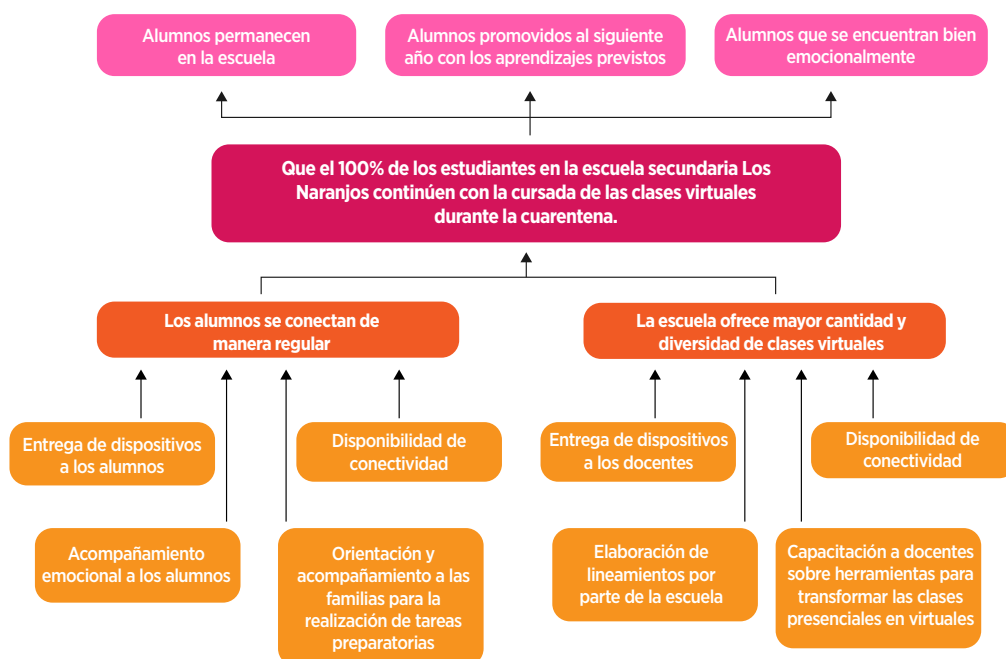 Alumnos permanecen
en la escuela
Alumnos promovidos al siguiente
año con los aprendizajes previstos
Alumnos que se encuentran bien
emocionalmente
Que el 100% de los estudiantes en la escuela secundaria Los
Naranjos continúen con la cursada de las clases virtuales
durante la cuarentena.
Los alumnos se conectan de
manera regular
La escuela ofrece mayor cantidad y
diversidad de clases virtuales
Entrega de dispositivos
a los alumnos
Disponibilidad de
conectividad
Entrega de dispositivos
a los docentes
Disponibilidad de
conectividad
Acompañamiento
emocional a los alumnos
Orientación y
acompañamiento a las
familias para la
realización de tareas
preparatorias
Elaboración de
lineamientos por
parte de la escuela
Capacitación a docentes
sobre herramientas para
transformar las clases
presenciales en virtuales